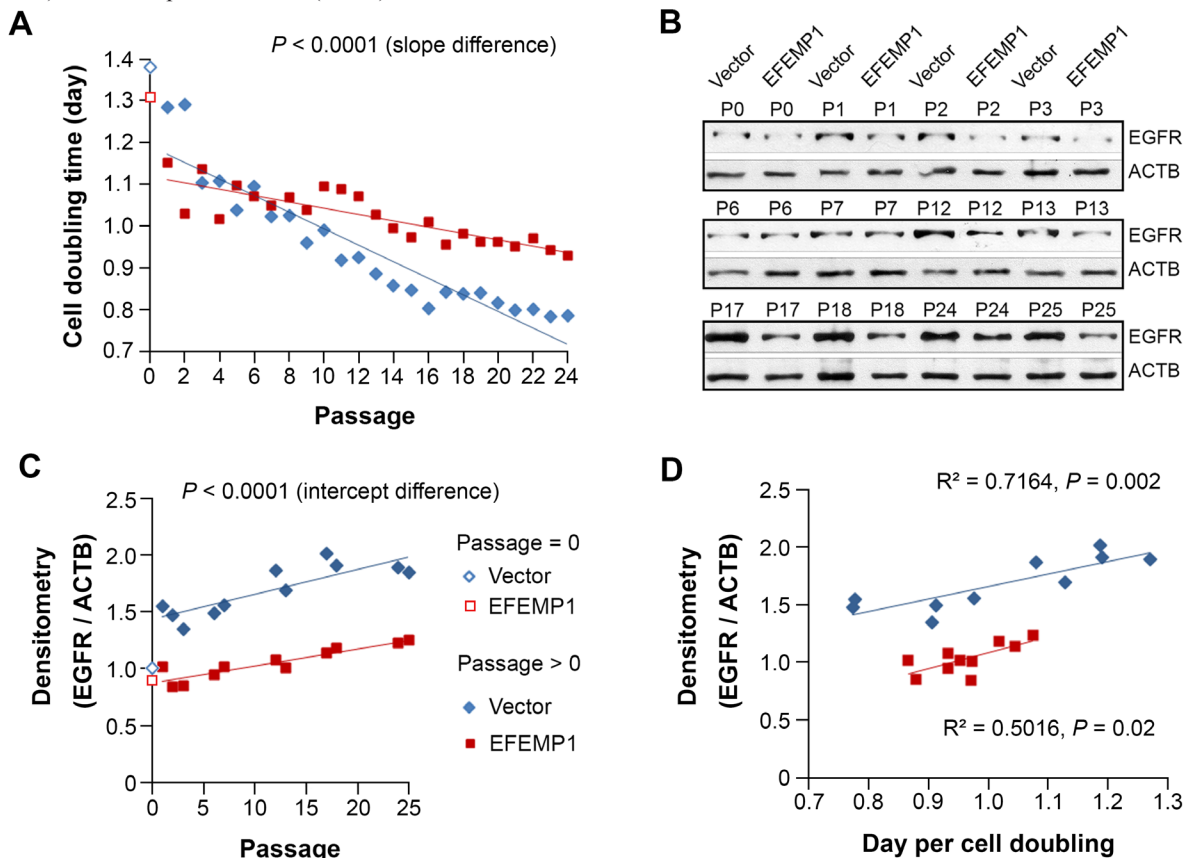 A
P < 0.0001 (slope difference)
Cell doubling time (day)
1.4
1.3
1.2
1.1
1.0
0.9
0.8
0.7
0 2 4 6 8 10 12 14 16 18 20 22 24
Passage
B
Vector EFEMP1 Vector EFEMP1 Vector EFEMP1 Vector EFEMP1
P0 P0 P1 P1 P2 P2 P3 P3
EGFR
ACTB
P6 P6 P7 P7 P12 P12 P13 P13
EGFR
ACTB
P17 P17 P18 P18 P24 P24 P25 P25
EGFR
ACTB
C
P < 0.0001 (intercept difference)
Densitometry
(EGFR / ACTB)
2.5
2.0
1.5
1.0
0.5
0
0 5 10 15 20 25
Passage
Passage = 0
Vector
EFEMP1
Passage > 0
Vector
EFEMP1
D
R² = 0.7164, P = 0.002
Densitometry
(EGFR / ACTB)
2.5
2.0
1.5
1.0
0.5
0
R² = 0.5016, P = 0.02
0.7 0.8 0.9 1.0 1.1 1.2 1.3
Day per cell doubling